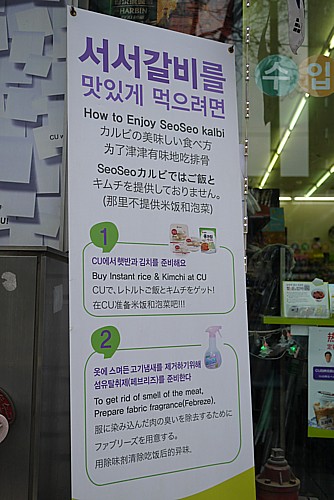 서서갈비를
맛있게 먹으려면
How to Enjoy SeoSeo kalbi
カルビの美味しい食べ方
为了津津有味地吃排骨
SeoSeoカルビではご飯と
キムチを提供しておりません。
(那里不提供米饭和泡菜)
1
CU에서 햇반과 김치를 준비해요
Buy Instant rice & Kimchi at CU
CUで、レトルトご飯とキムチをゲット!
在CU准备米饭和泡菜吧!!!
2
옷에 스며든 고기냄새를 제거하기위해
섬유탈취제(페브리즈)를 준비한다
To get rid of smell of the meat,
Prepare fabric fragrance(Febreze).
服に染み込んだ肉の臭いを除去するために
ファブリーズを用意する。
用除味剂清除吃饭后的异味.
수입
HARBIN